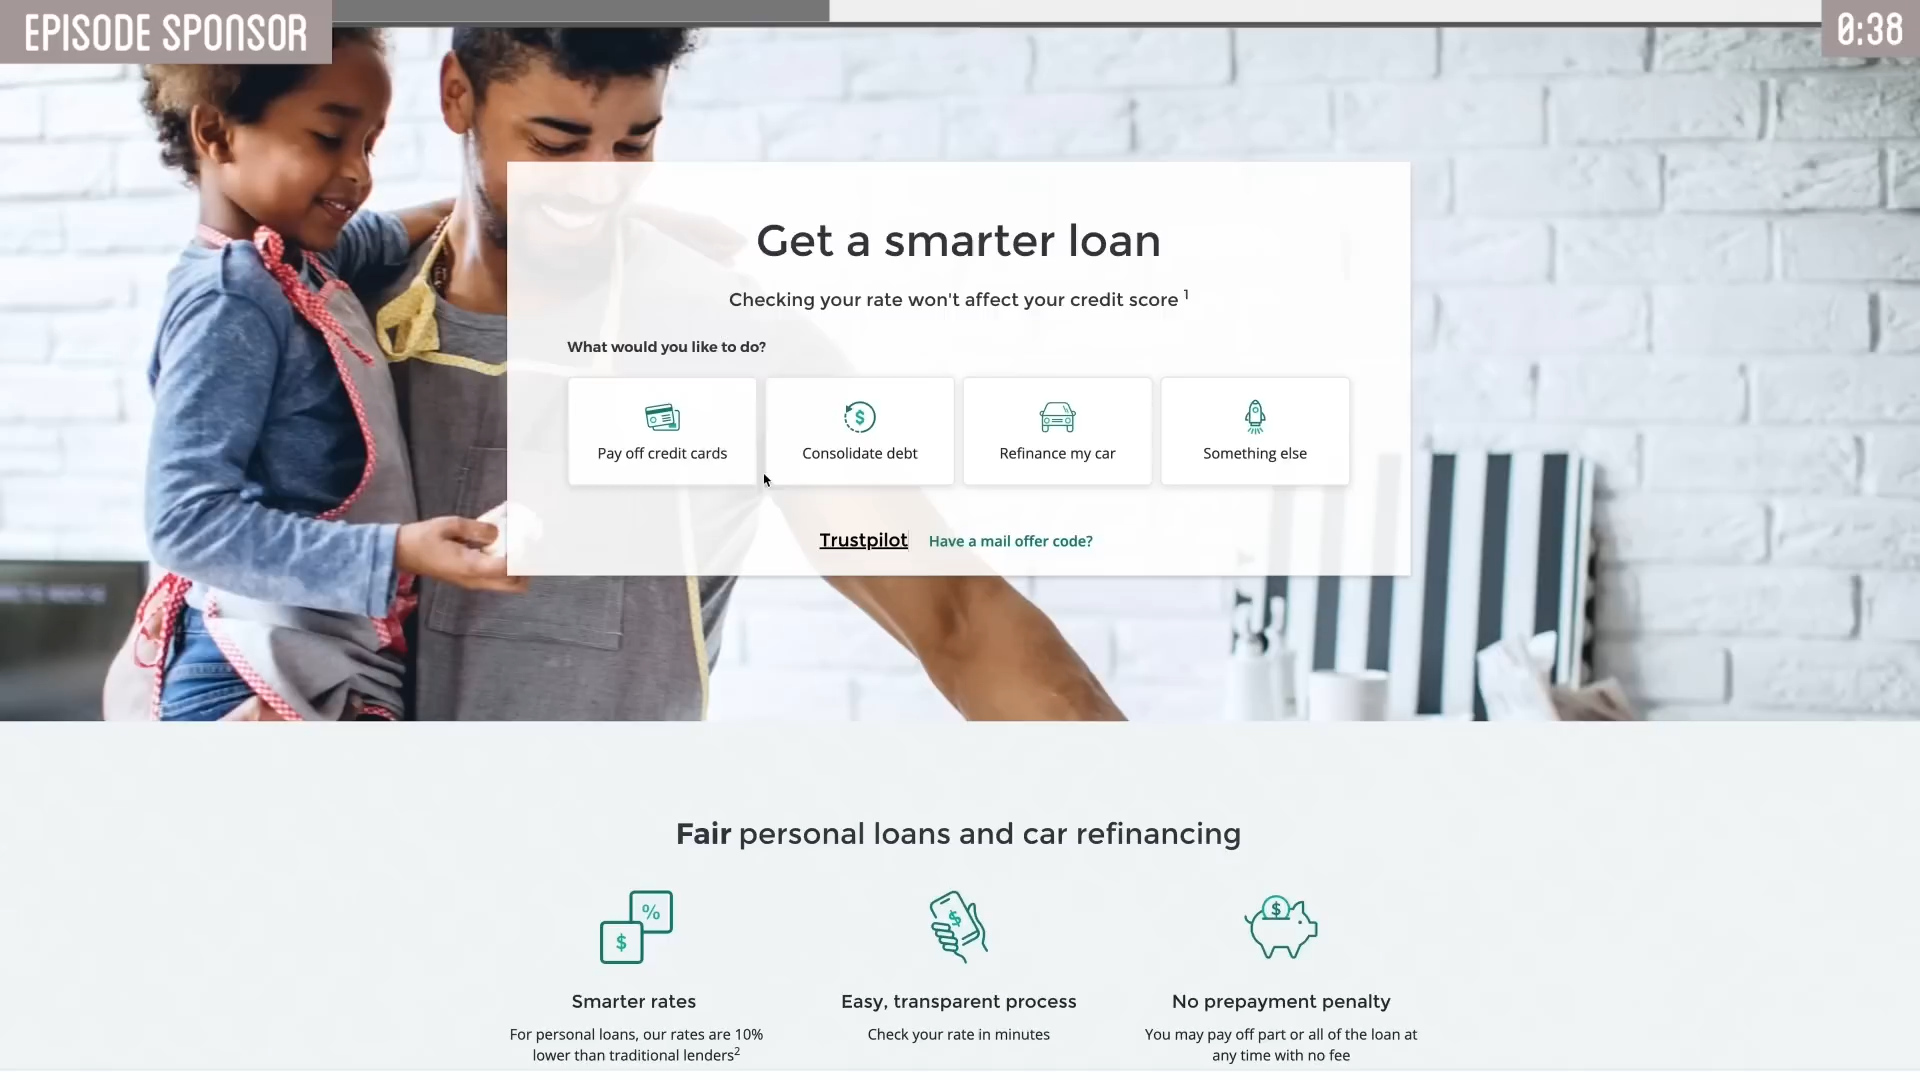 EPISODE SPONSOR
0:38
Get a smarter loan
Checking your rate won't affect your credit score 1
What would you like to do?
Pay off credit cards
Consolidate debt
Refinance my car
Something else
Trustpilot
Have a mail offer code?
Fair personal loans and car refinancing
%
$
$
$
Smarter rates
Easy, transparent process
No prepayment penalty
For personal loans, our rates are 10%
lower than traditional lenders2
Check your rate in minutes
You may pay off part or all of the loan at
any time with no fee